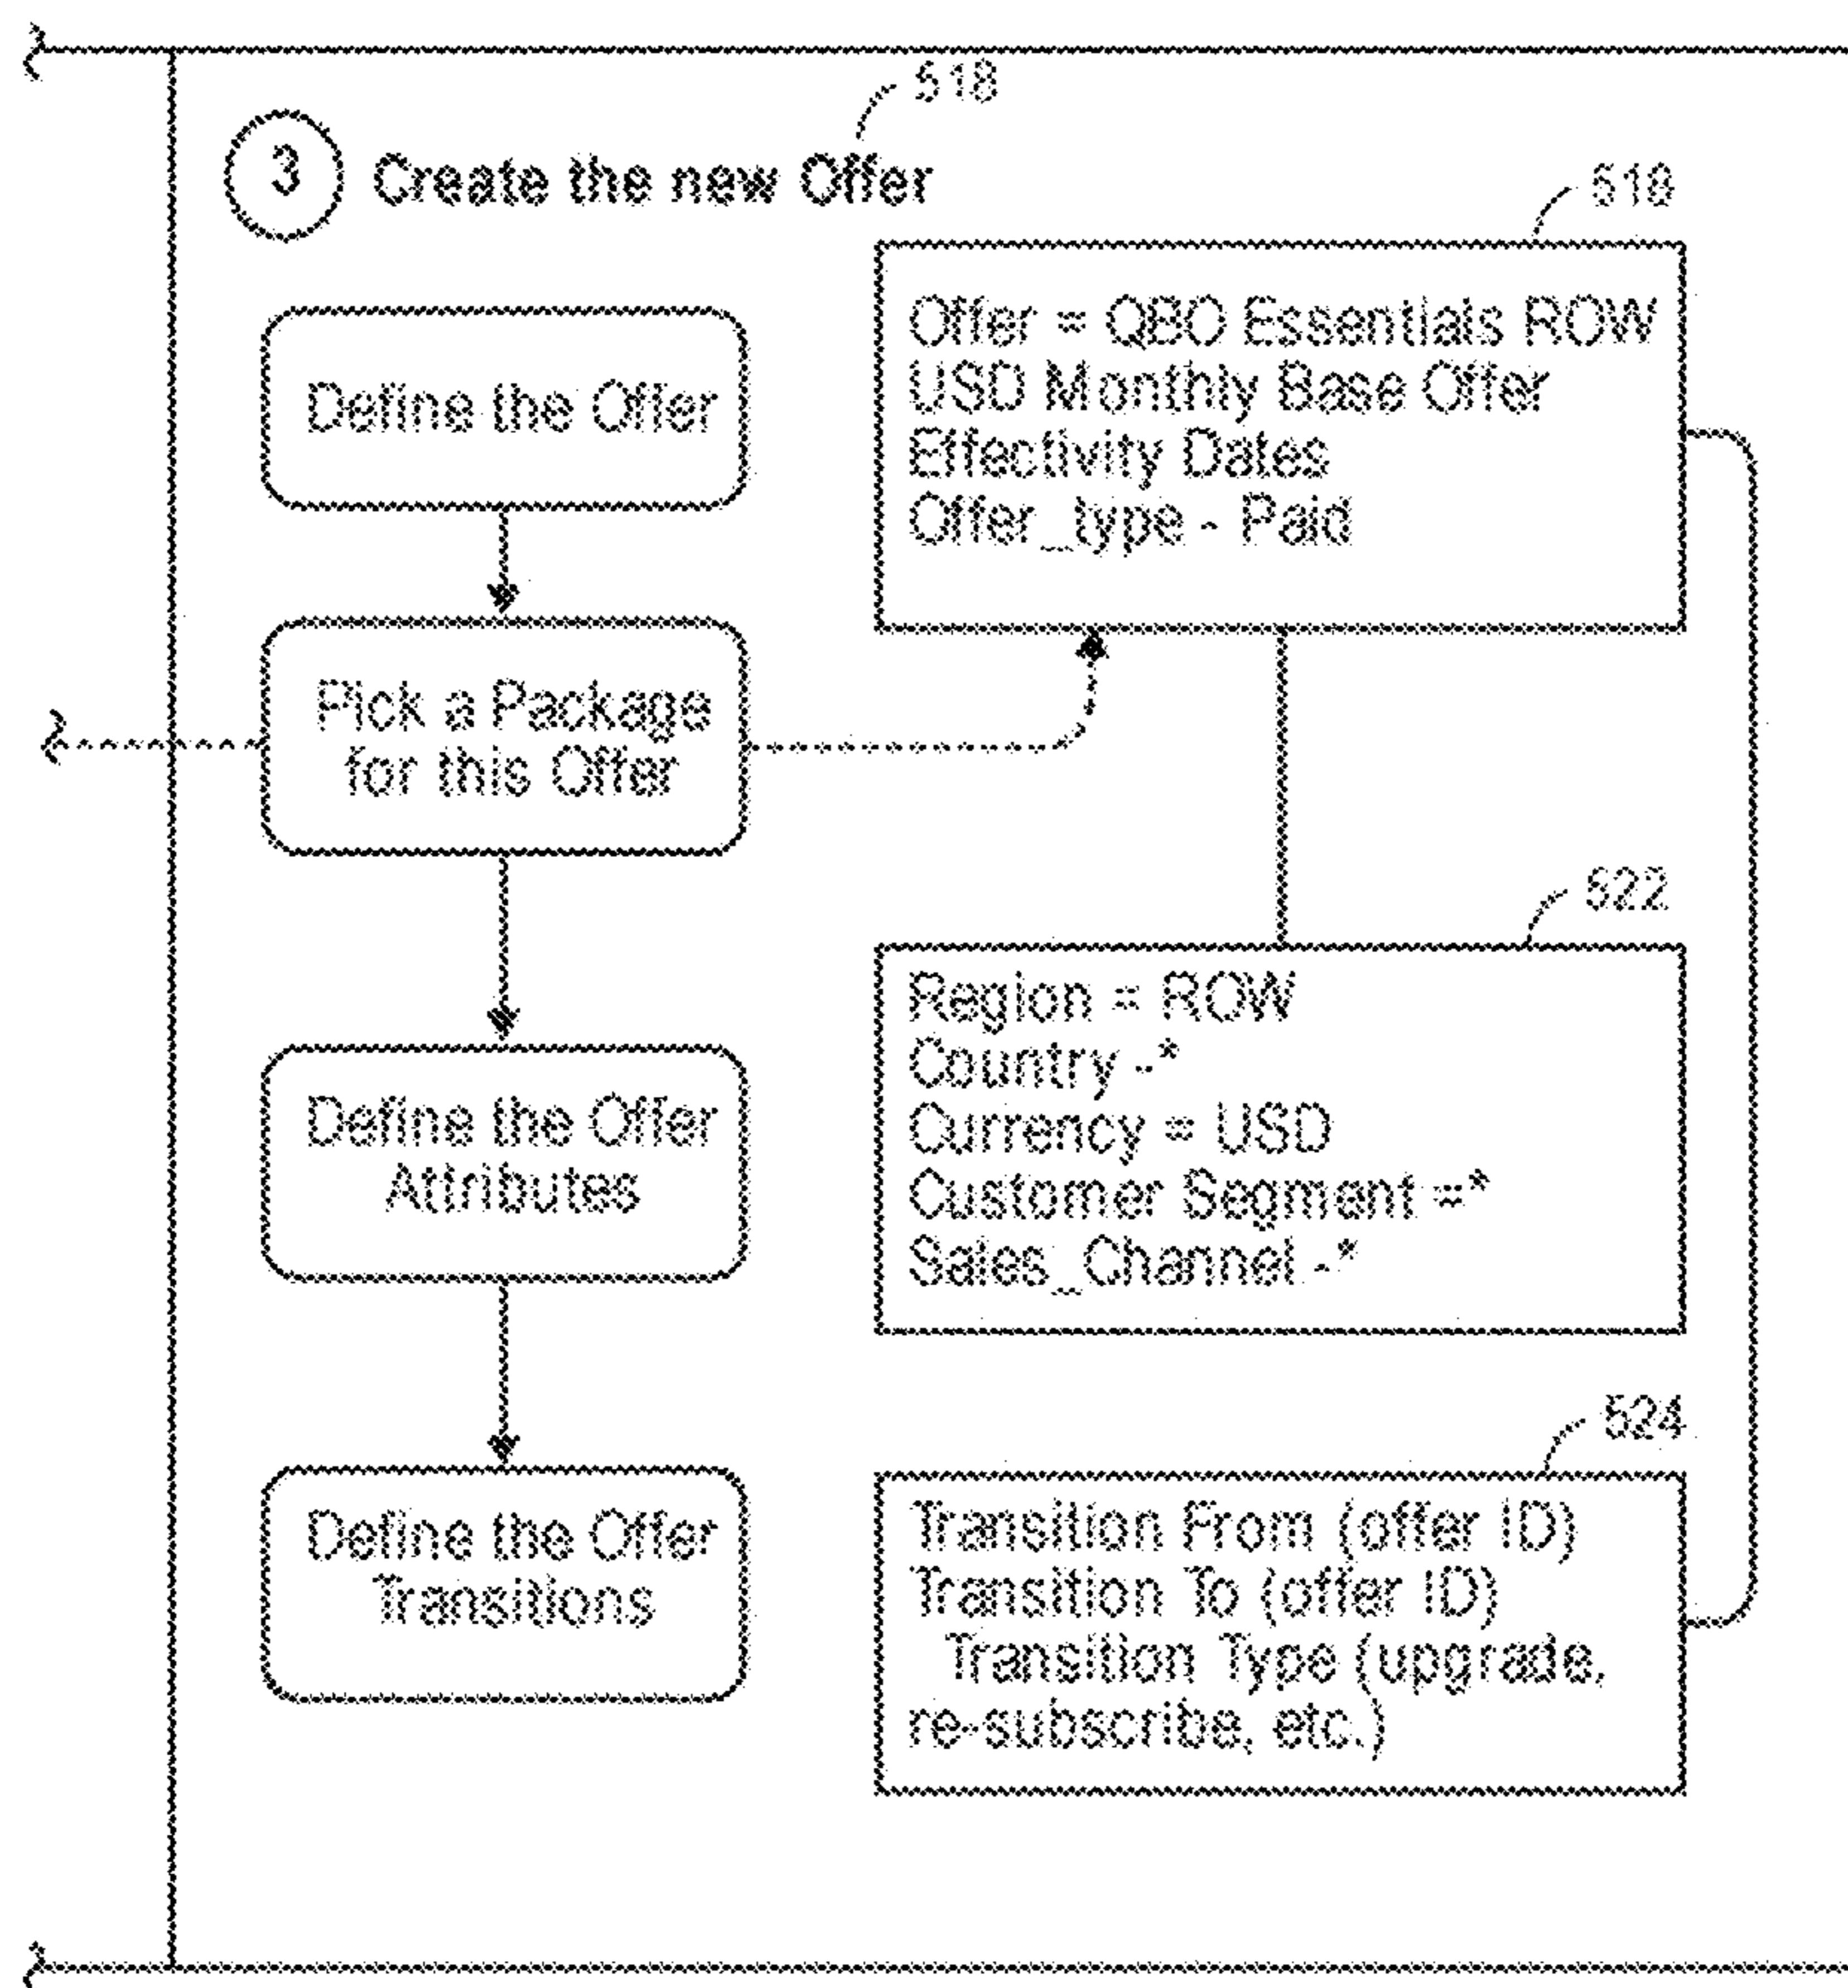 518
3 Create the new Offer
Define the Offer
Pick a Package
for this Offer
Define the Offer
Attributes
Define the Offer
Transitions
Offer = QBO Essentials ROW
USD Monthly Base Offer
Effectivity Dates
Offer_type - Paid
522
Region = ROW
Country -*
Currency = USD
Customer Segment =*
Sales_Channel -*
524
Transition From (offer ID)
Transition To (offer ID)
Transition Type (upgrade,
re-subscribe, etc.)